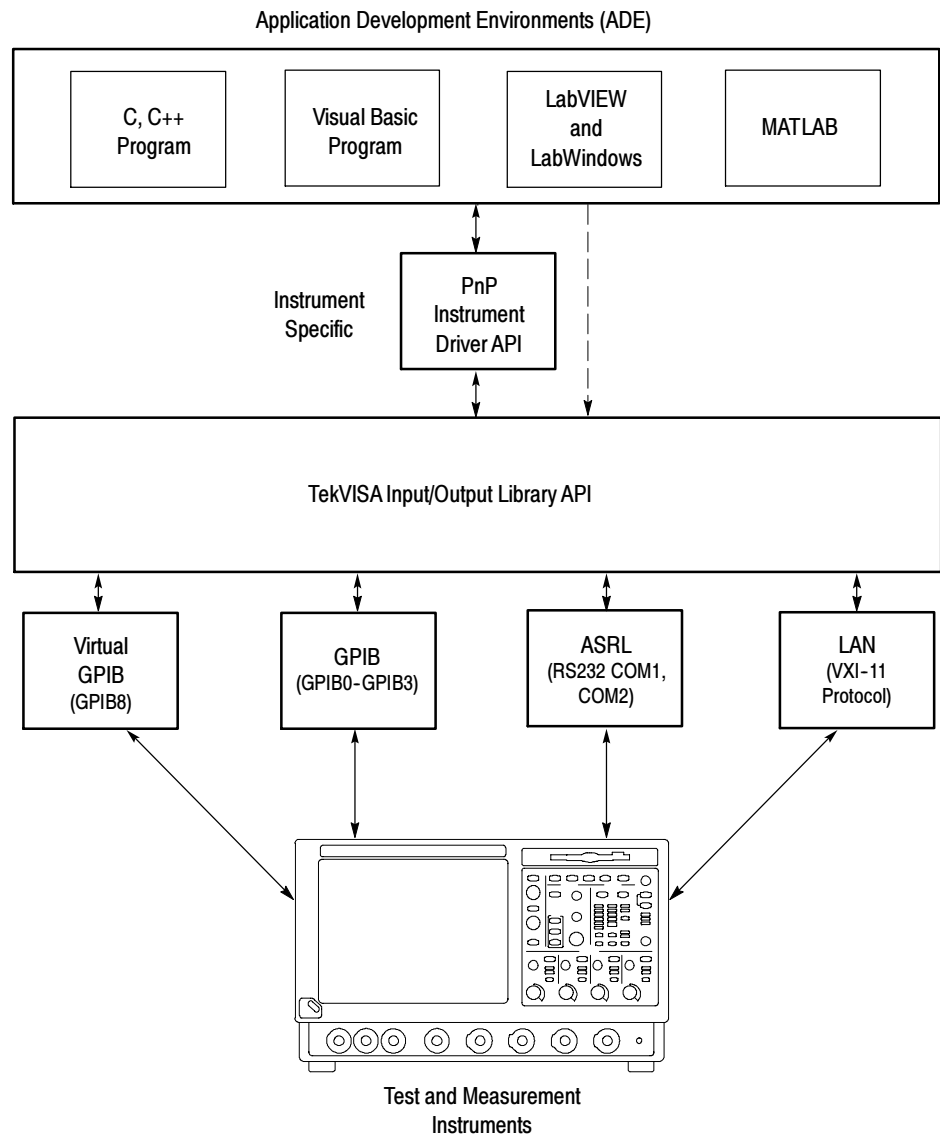 Application Development Environments (ADE)
C, C++
Program
Visual Basic
Program
LabVIEW
and
LabWindows
MATLAB
Instrument
Specific
PnP
Instrument
Driver API
TekVISA Input/Output Library API
Virtual
GPIB
(GPIB8)
GPIB
(GPIB0-GPIB3)
ASRL
(RS232 COM1,
COM2)
LAN
(VXI-11
Protocol)
Test and Measurement
Instruments